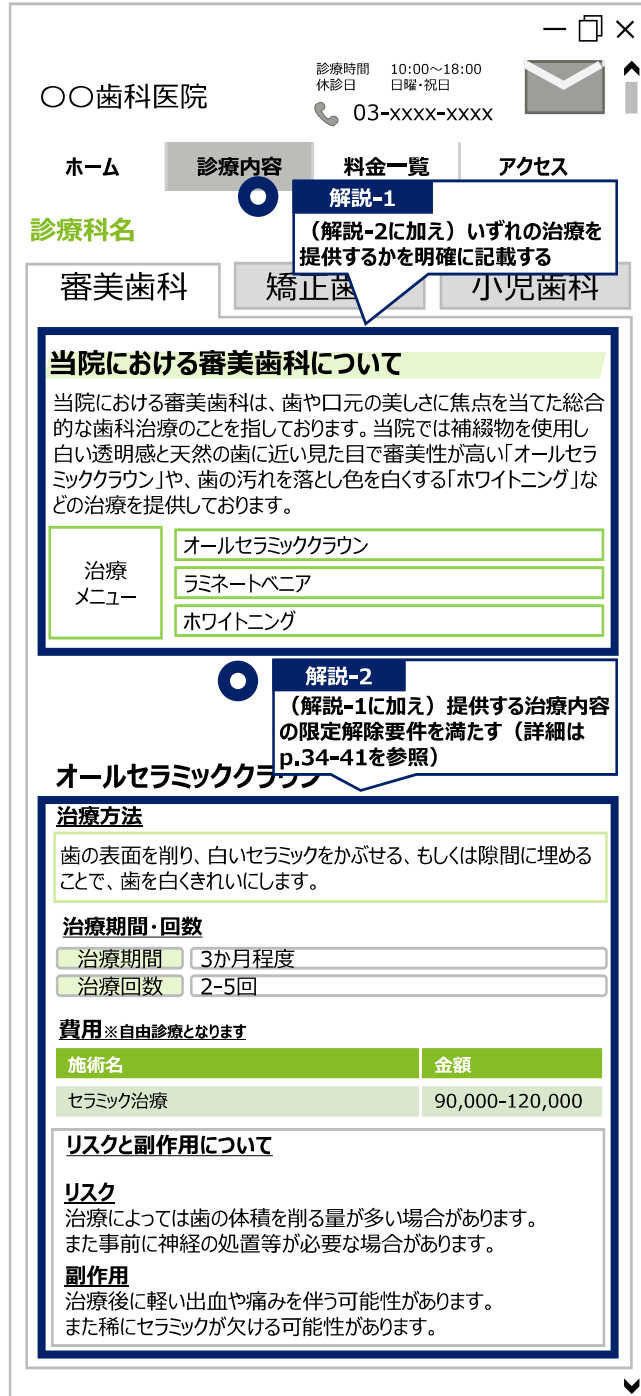 〇〇歯科医院
診療時間 10:00～18:00
休診日 日曜・祝日
03-xxxx-xxxx
ホーム 診療内容 料金一覧 アクセス
解説-1
（解説-2に加え）いずれの治療を
提供するかを明確に記載する
診療科名
審美歯科 矯正歯 小児歯科
当院における審美歯科について
当院における審美歯科は、歯や口元の美しさに焦点を当てた総合
的な歯科治療のことを指しております。当院では補綴物を使用し
白い透明感と天然の歯に近い見た目で審美性が高い「オールセラ
ミッククラウン」や、歯の汚れを落とし色を白くする「ホワイトニング」な
どの治療を提供しております。
治療
メニュー
オールセラミッククラウン
ラミネートベニア
ホワイトニング
解説-2
（解説-1に加え）提供する治療内容
の限定解除要件を満たす（詳細は
p.34-41を参照）
オールセラミッククラウン
治療方法
歯の表面を削り、白いセラミックをかぶせる、もしくは隙間に埋める
ことで、歯を白くきれいにします。
治療期間・回数
治療期間 3か月程度
治療回数 2-5回
費用※自由診療となります
施術名 金額
セラミック治療 90,000-120,000
リスクと副作用について
リスク
治療によっては歯の体積を削る量が多い場合があります。
また事前に神経の処置等が必要な場合があります。
副作用
治療後に軽い出血や痛みを伴う可能性があります。
また稀にセラミックが欠ける可能性があります。